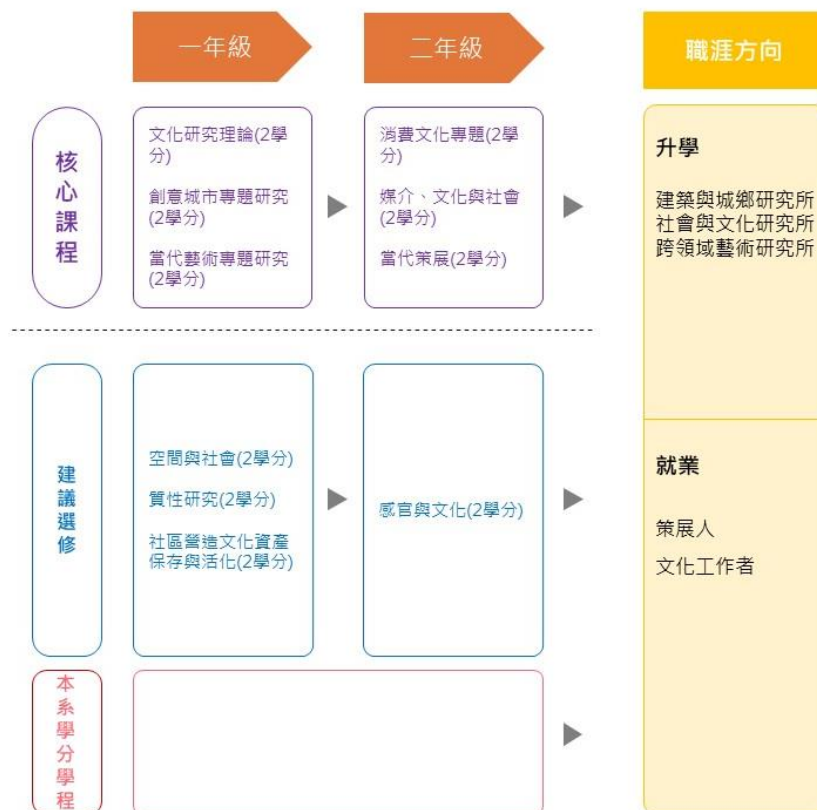 一年級
二年級
職涯方向
核心課程
文化研究理論(2學
分)
創意城市專題研究
(2學分)
當代藝術專題研究
(2學分)
消費文化專題(2學
分)
媒介、文化與社會
(2學分)
當代策展(2學分)
升學
建築與城鄉研究所
社會與文化研究所
跨領域藝術研究所
建議選修
空間與社會(2學分)
質性研究(2學分)
社區營造文化資產
保存與活化(2學分)
感官與文化(2學分)
就業
策展人
文化工作者
本系學分學程